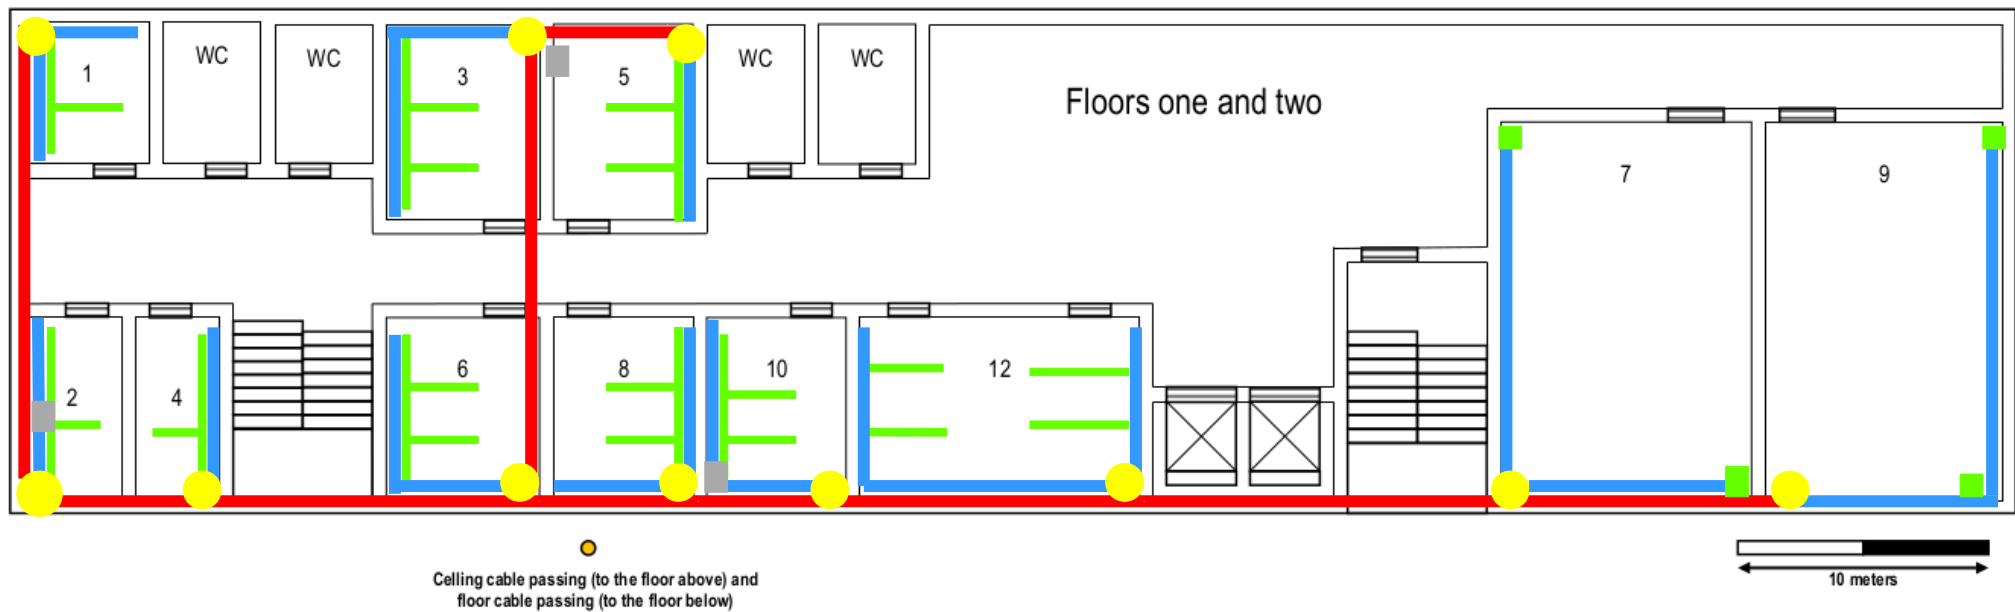 1
WC
WC
3
5
WC
WC
Floors one and two
7
9
2
4
6
8
10
12
Celling cable passing (to the floor above) and
floor cable passing (to the floor below)
10 meters